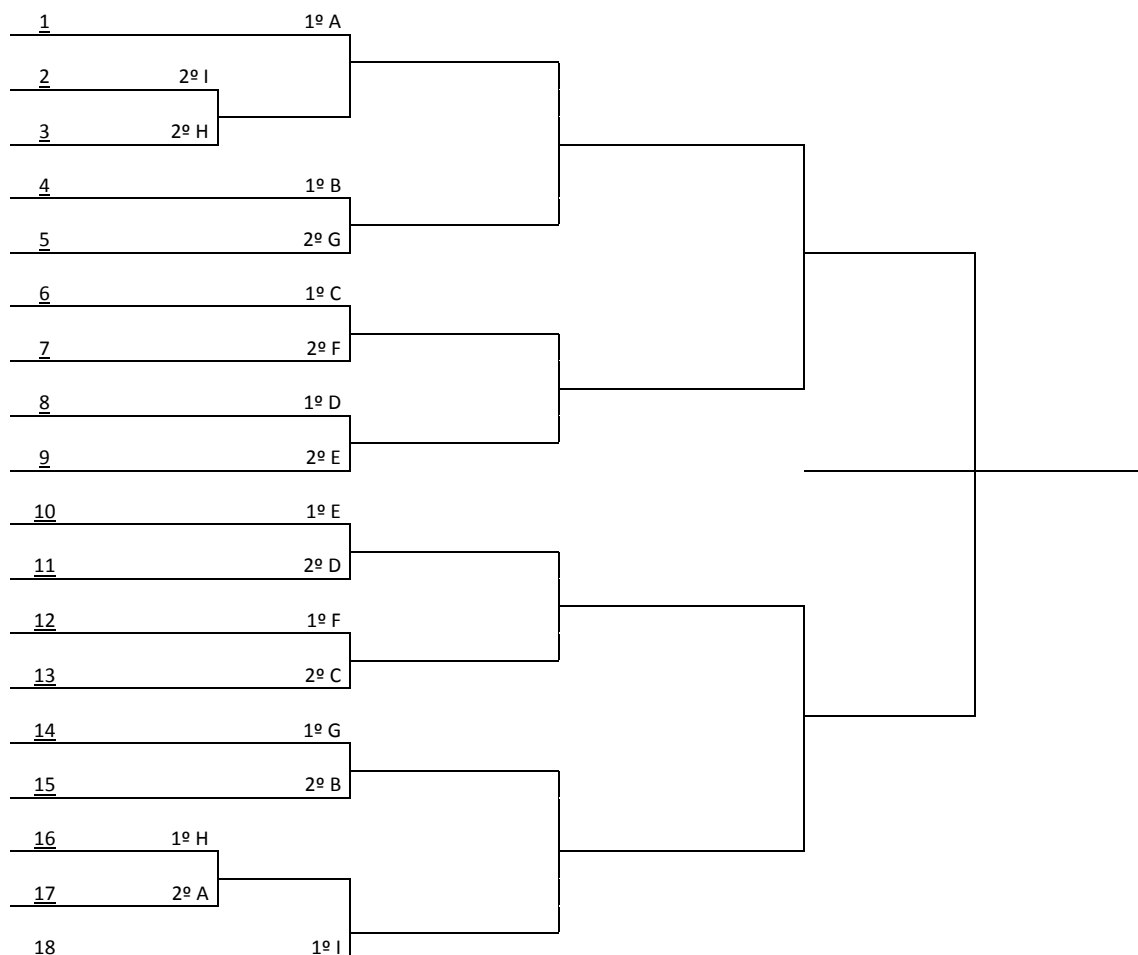 1 1º A
2 2º I
3 2º H
4 1º B
5 2º G
6 1º C
7 2º F
8 1º D
9 2º E
10 1º E
11 2º D
12 1º F
13 2º C
14 1º G
15 2º B
16 1º H
17 2º A
18 1º I